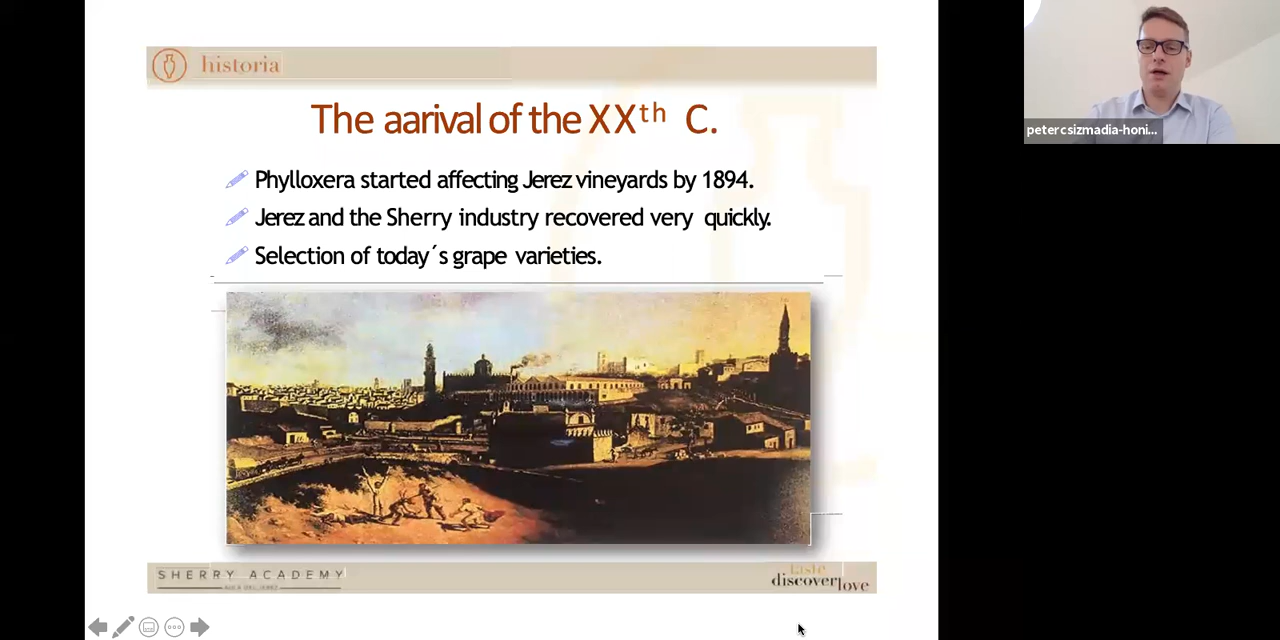 historia
The aarival of the XXth C.
Phylloxera started affecting Jerez vineyards by 1894.
Jerez and the Sherry industry recovered very quickly.
Selection of today´s grape varieties.
SHERRY ACADEMY
taste
discover
love
petercsizmadia-honi...